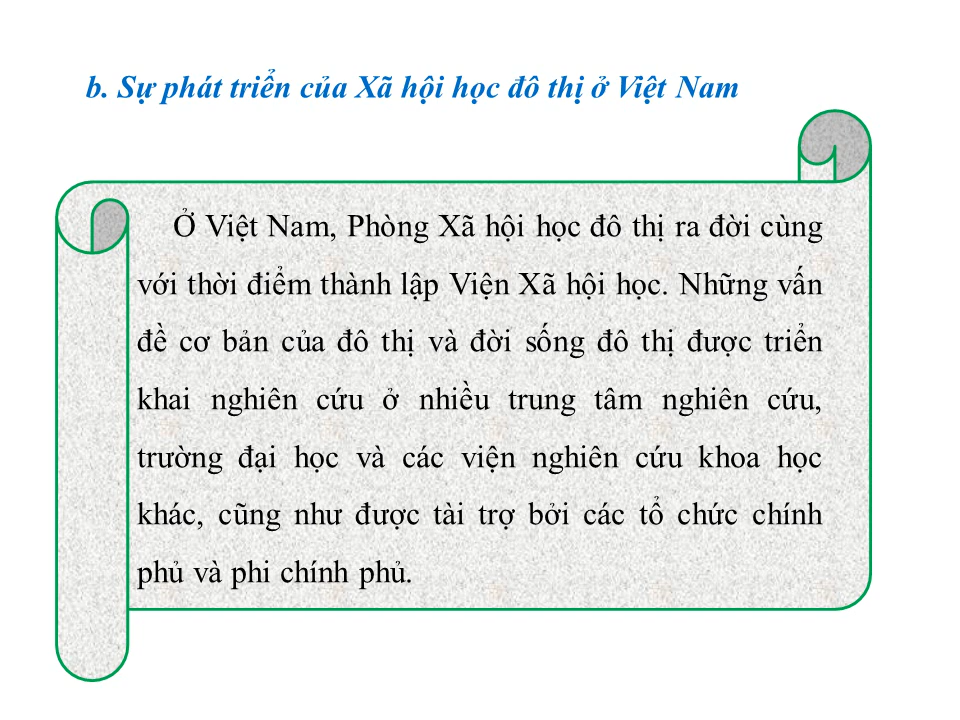 b. Sự phát triển của Xã hội học đô thị ở Việt Nam
Ở Việt Nam, Phòng Xã hội học đô thị ra đời cùng
với thời điểm thành lập Viện Xã hội học. Những vấn
đề cơ bản của đô thị và đời sống đô thị được triển
khai nghiên cứu ở nhiều trung tâm nghiên cứu,
trường đại học và các viện nghiên cứu khoa học
khác, cũng như được tài trợ bởi các tổ chức chính
phủ và phi chính phủ.